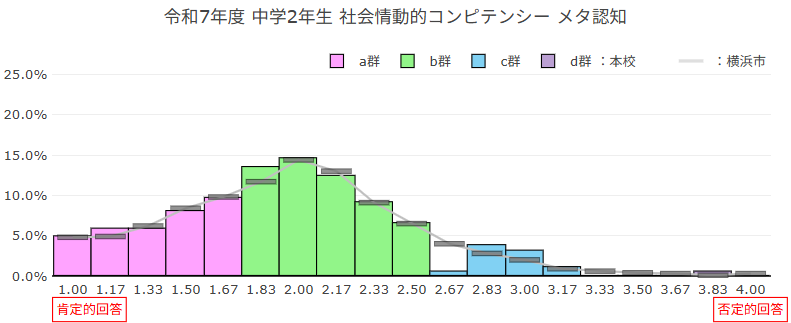 令和7年度 中学2年生 社会情動的コンピテンシー メタ認知
a群 b群 c群 d群 ：本校 ：横浜市
25.0%
20.0%
15.0%
10.0%
5.0%
0.0%
1.00 1.17 1.33 1.50 1.67 1.83 2.00 2.17 2.33 2.50 2.67 2.83 3.00 3.17 3.33 3.50 3.67 3.83 4.00
肯定的回答 否定的回答